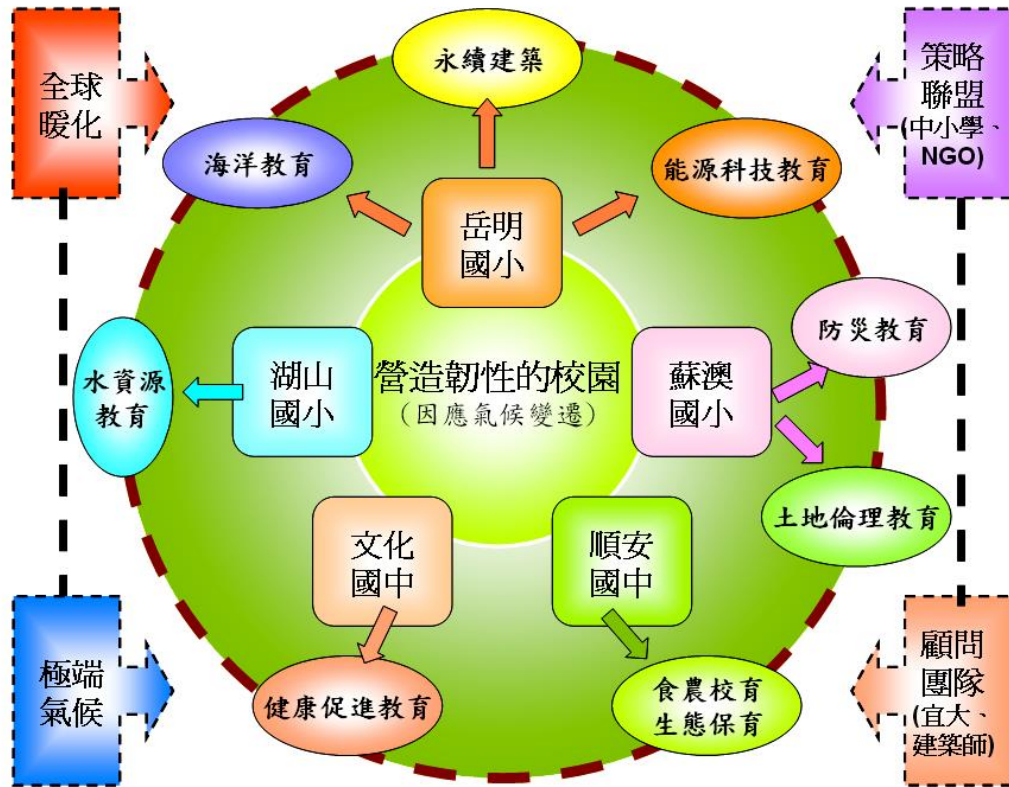 全球
暖化
永續建築
策略
聯盟
(中小學、
NGO)
海洋教育
能源科技教育
岳明
國小
防災教育
水資源
教育
湖山
國小
營造韌性的校園
(因應氣候變遷)
蘇澳
國小
土地倫理教育
文化
國中
順安
國中
極端
氣候
健康促進教育
食農校育
生態保育
顧問
團隊
(宜大、
建築師)